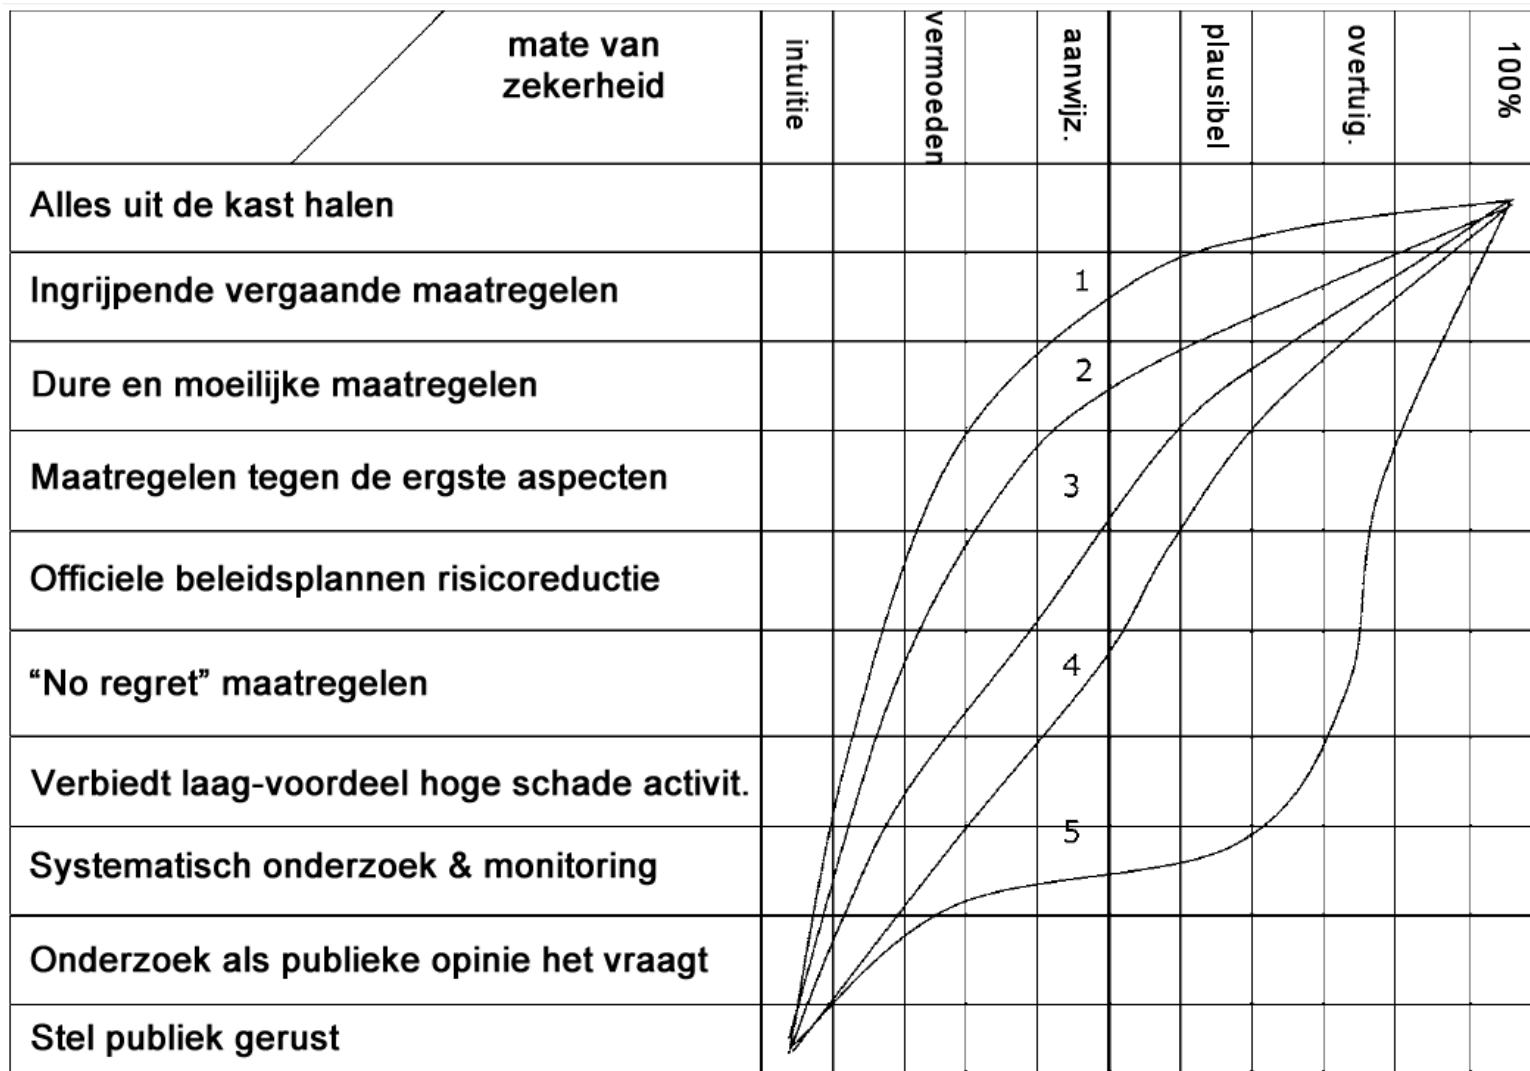 mate van
zekerheid
intuitie
vermoeden
aanwijz.
plausibel
overtuig.
100%
Alles uit de kast halen
Ingrijpende vergaande maatregelen
1
Dure en moeilijke maatregelen
2
Maatregelen tegen de ergste aspecten
3
Officiele beleidsplannen risicoreductie
“No regret” maatregelen
4
Verbiedt laag-voordeel hoge schade activit.
5
Systematisch onderzoek & monitoring
Onderzoek als publieke opinie het vraagt
Stel publiek gerust